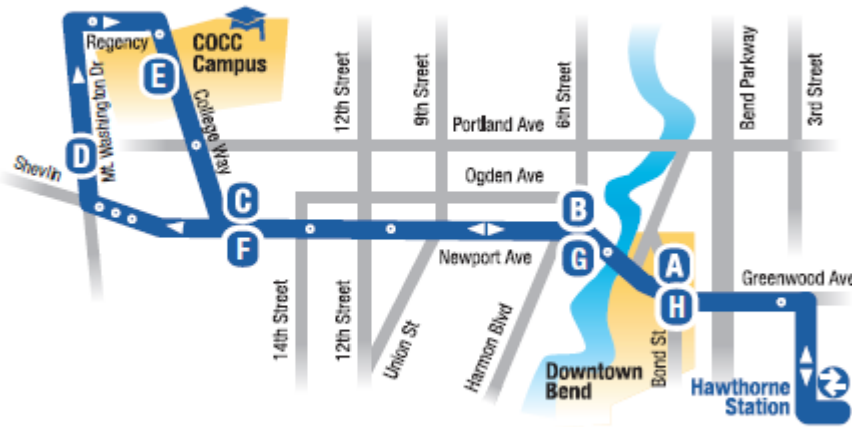 Regency
COCC
Campus
E
D
Mt. Washington Dr
College Way
Shevlin
C
F
12th Street
9th Street
6th Street
Bend Parkway
3rd Street
Portland Ave
Ogden Ave
B
G
Newport Ave
A
H
Greenwood Ave
14th Street
12th Street
Union St
Harmon Blvd
Bond St
Downtown
Bend
Hawthorne
Station